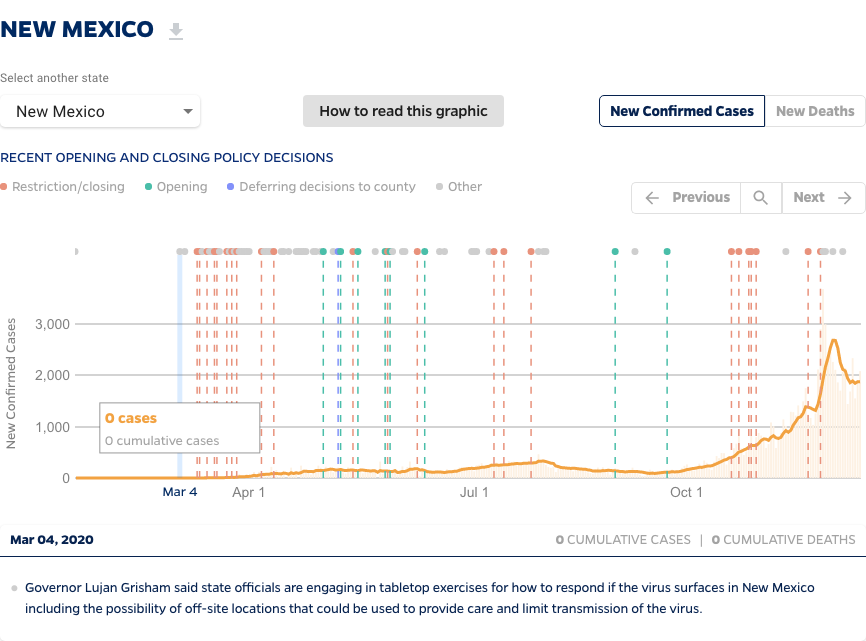 NEW MEXICO
Select another state
New Mexico
How to read this graphic
New Confirmed Cases
New Deaths
RECENT OPENING AND CLOSING POLICY DECISIONS
Restriction/closing
Opening
Deferring decisions to county
Other
Previous
Next
New Confirmed Cases
3,000
2,000
1,000
0
0 cases
0 cumulative cases
Mar 4
Apr 1
Jul 1
Oct 1
Mar 04, 2020
0 CUMULATIVE CASES | 0 CUMULATIVE DEATHS
Governor Lujan Grisham said state officials are engaging in tabletop exercises for how to respond if the virus surfaces in New Mexico
including the possibility of off-site locations that could be used to provide care and limit transmission of the virus.